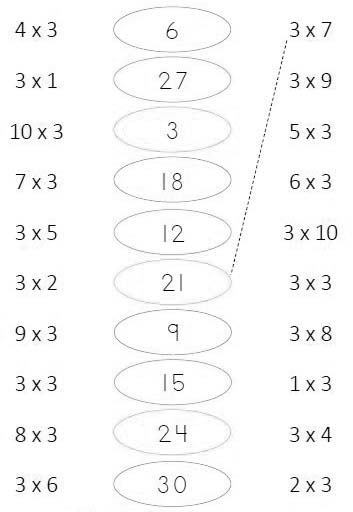 4 x 3 6 3 x 7
3 x 1 27 3 x 9
10 x 3 3 5 x 3
7 x 3 18 6 x 3
3 x 5 12 3 x 10
3 x 2 21 3 x 3
9 x 3 9 3 x 8
3 x 3 15 1 x 3
8 x 3 24 3 x 4
3 x 6 30 2 x 3